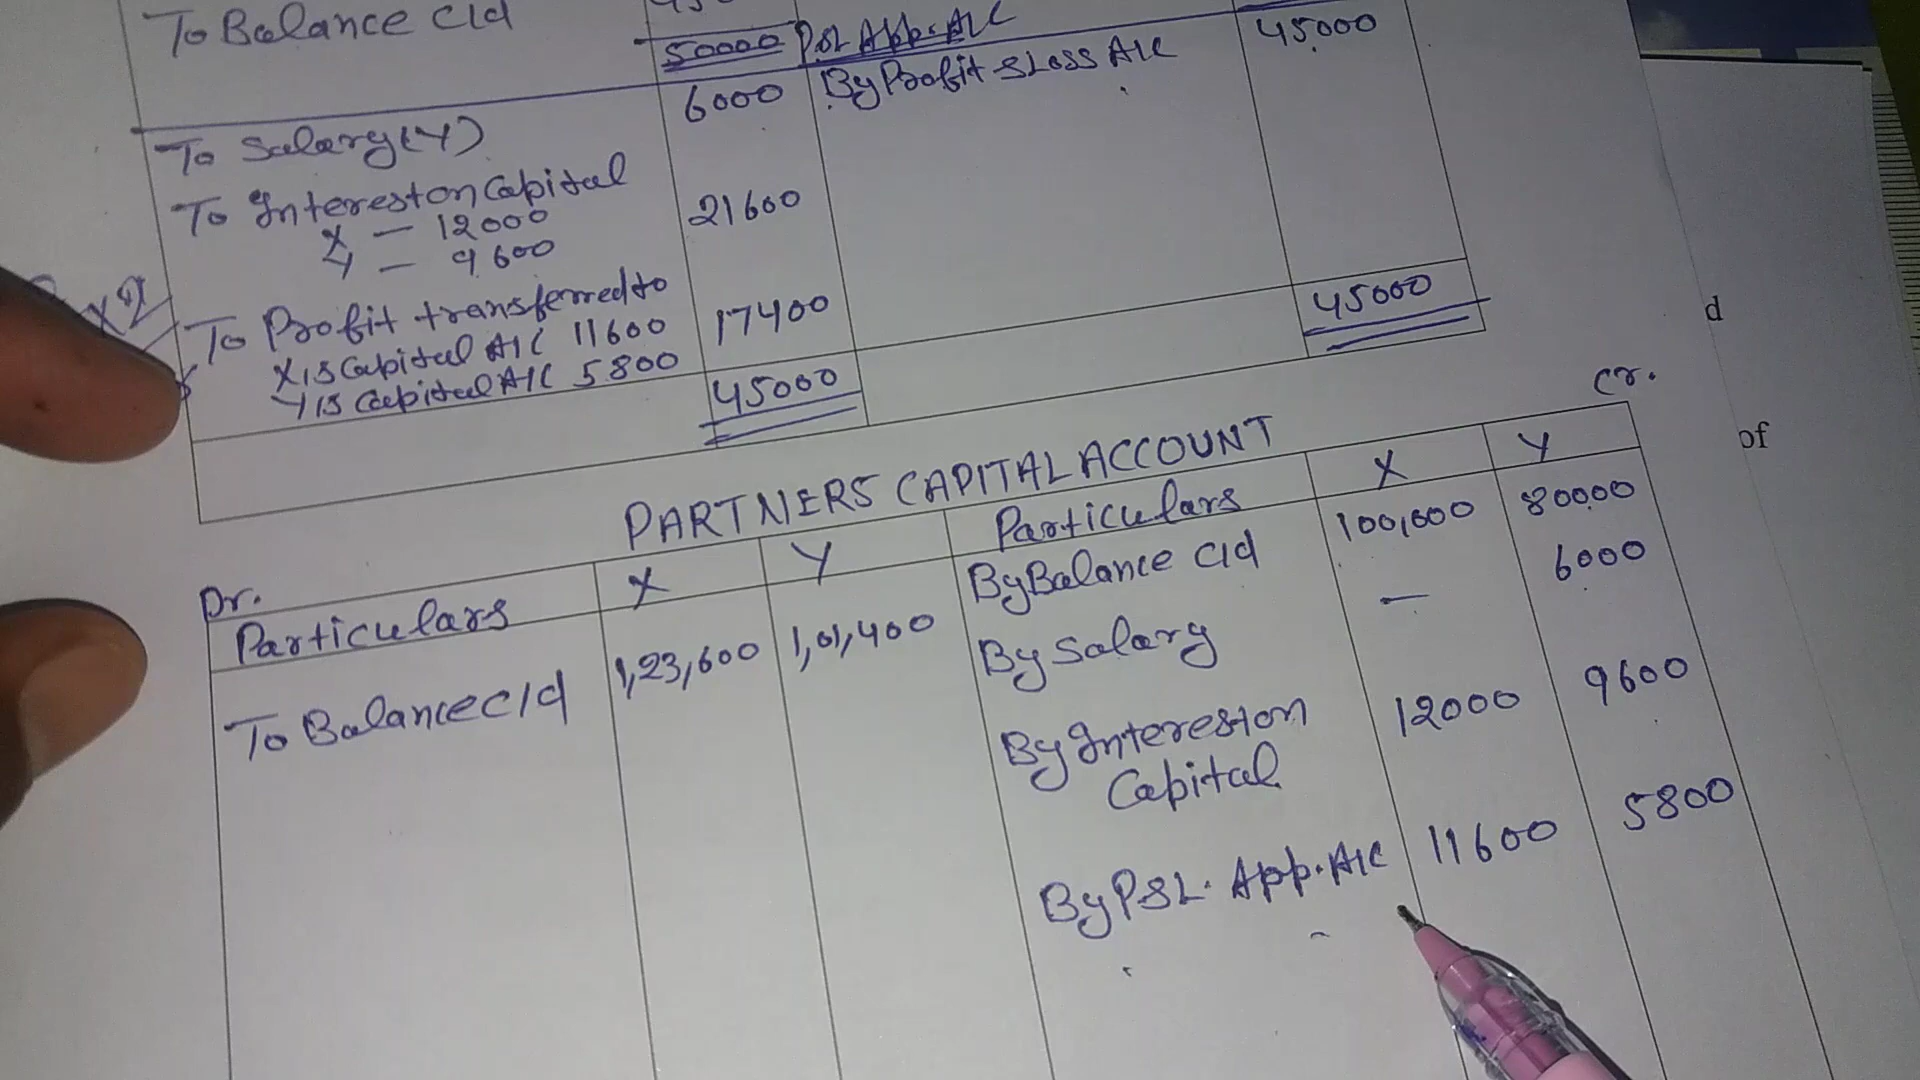 To Balance C/d
50000 P&L App. A/C
To Salary (Y) 6000 By Profit & Loss A/C 45000
To Interest on Capital 21600
X — 12000
Y — 9600
To Profit transferred to 17400
X's Capital A/C 11600
Y's Capital A/C 5800
45000 45000
PARTNERS CAPITAL ACCOUNT
Dr. Cr.
Particulars X Y Particulars X Y
To Balance c/d 1,23,600 1,01,400 By Balance C/d 100,000 80000
By Salary — 6000
By Interest on 12000 9600
Capital
By P&L. App. A/C 11600 5800
d
of